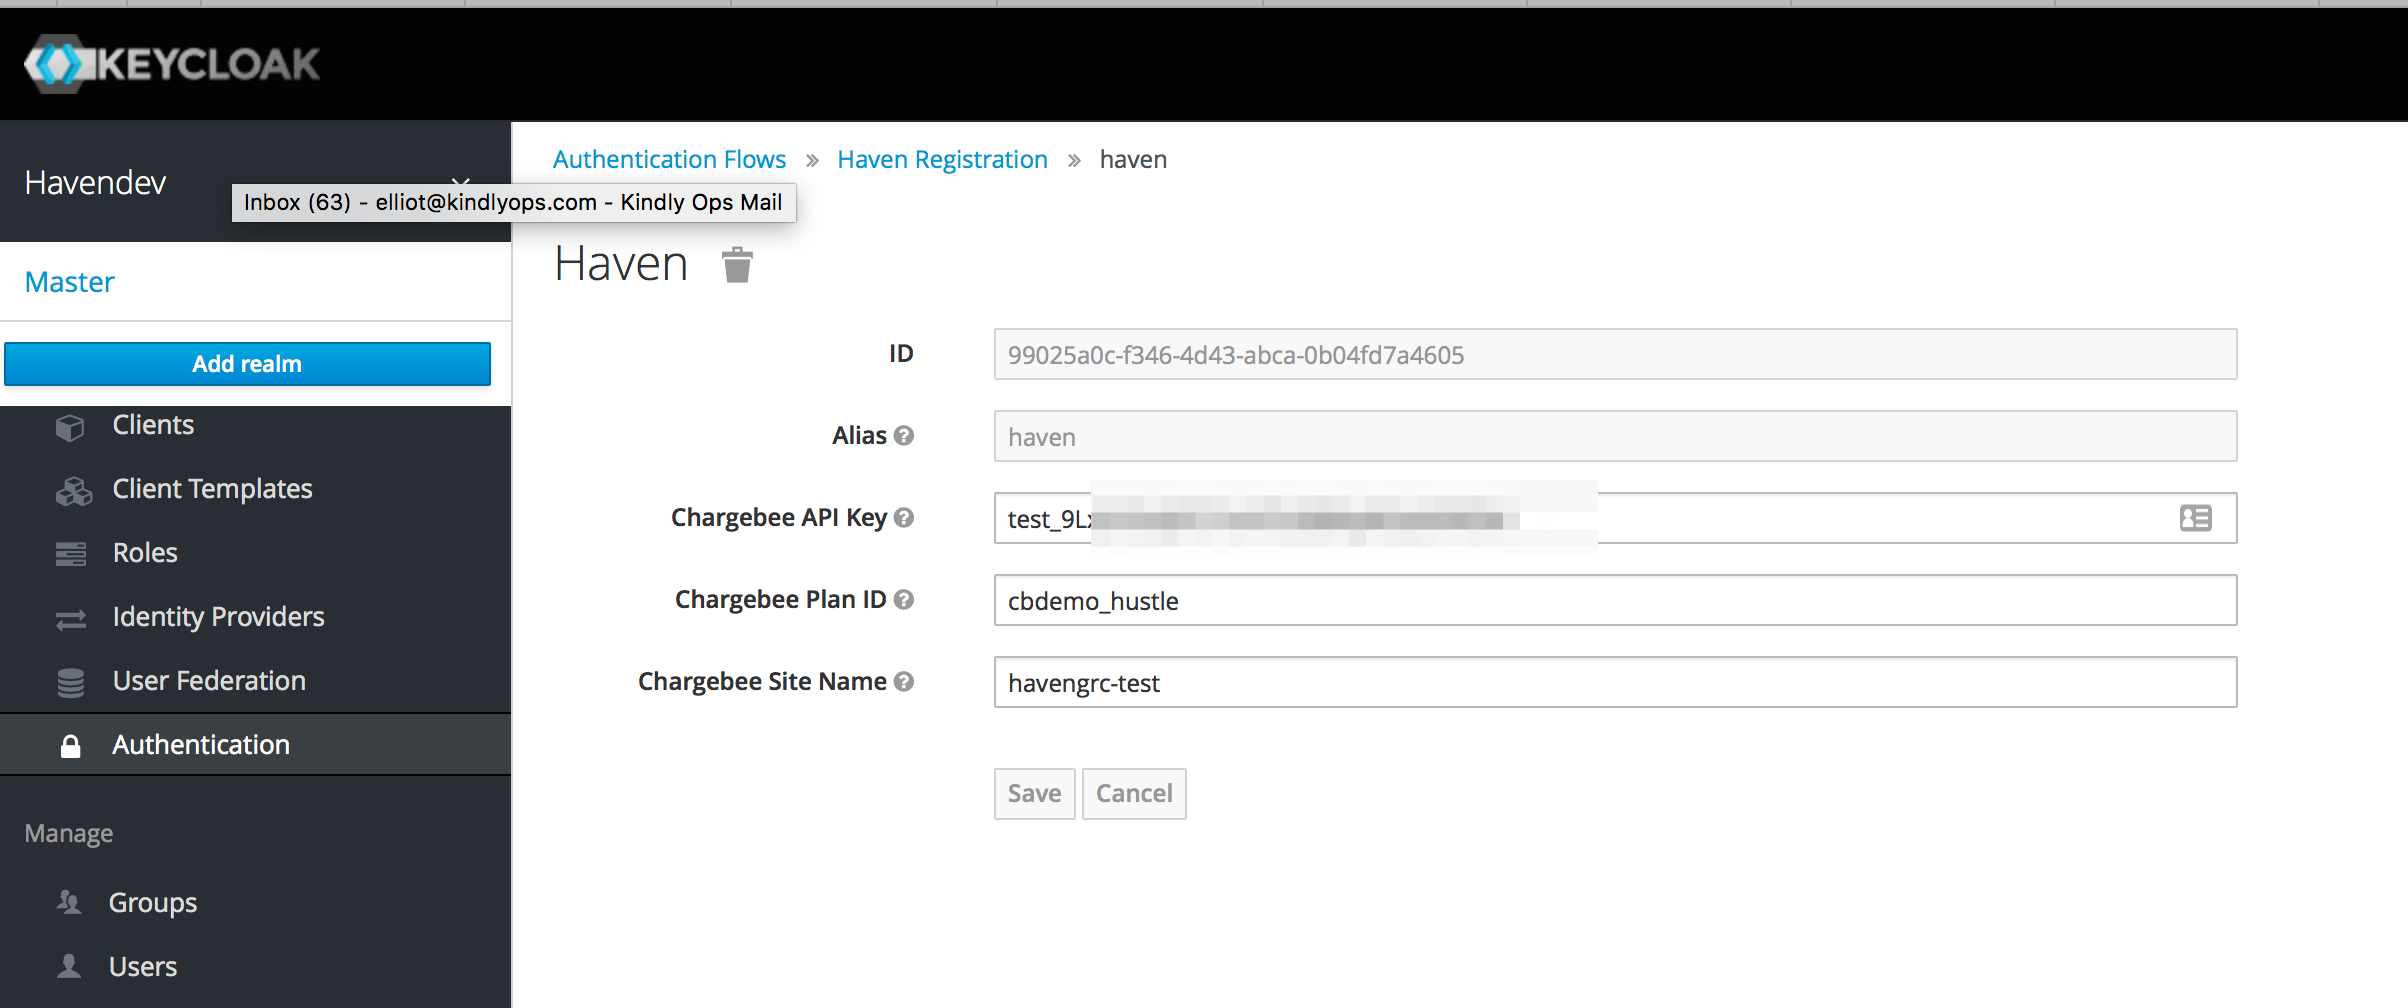 KEYCLOAK
Havendev
Inbox (63) - elliot@kindlyops.com - Kindly Ops Mail
Master
Add realm
Clients
Client Templates
Roles
Identity Providers
User Federation
Authentication
Manage
Groups
Users
Authentication Flows » Haven Registration » haven
Haven
ID 99025a0c-f346-4d43-abca-0b04fd7a4605
Alias haven
Chargebee API Key
Chargebee Plan ID cbdemo_hustle
Chargebee Site Name havengrc-test
Save Cancel